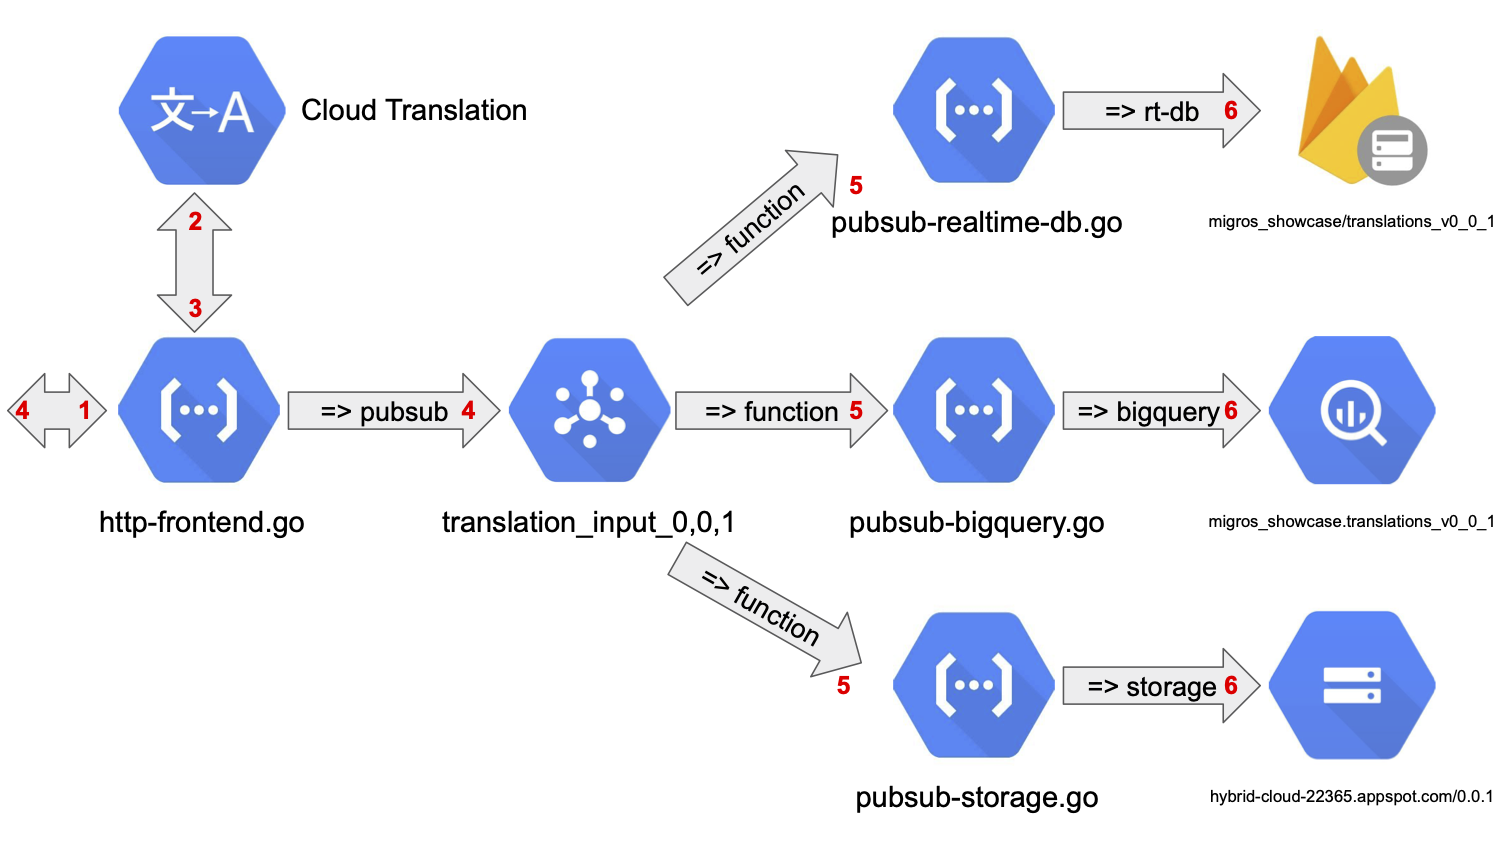 文→A
Cloud Translation
=> rt-db 6
2
=> function
5
pubsub-realtime-db.go
migros_showcase/translations_v0_0_1
3
4 1
=> pubsub 4
=> function 5
=> bigquery 6
http-frontend.go
translation_input_0,0,1
pubsub-bigquery.go
migros_showcase.translations_v0_0_1
=> function
5
=> storage 6
pubsub-storage.go
hybrid-cloud-22365.appspot.com/0.0.1